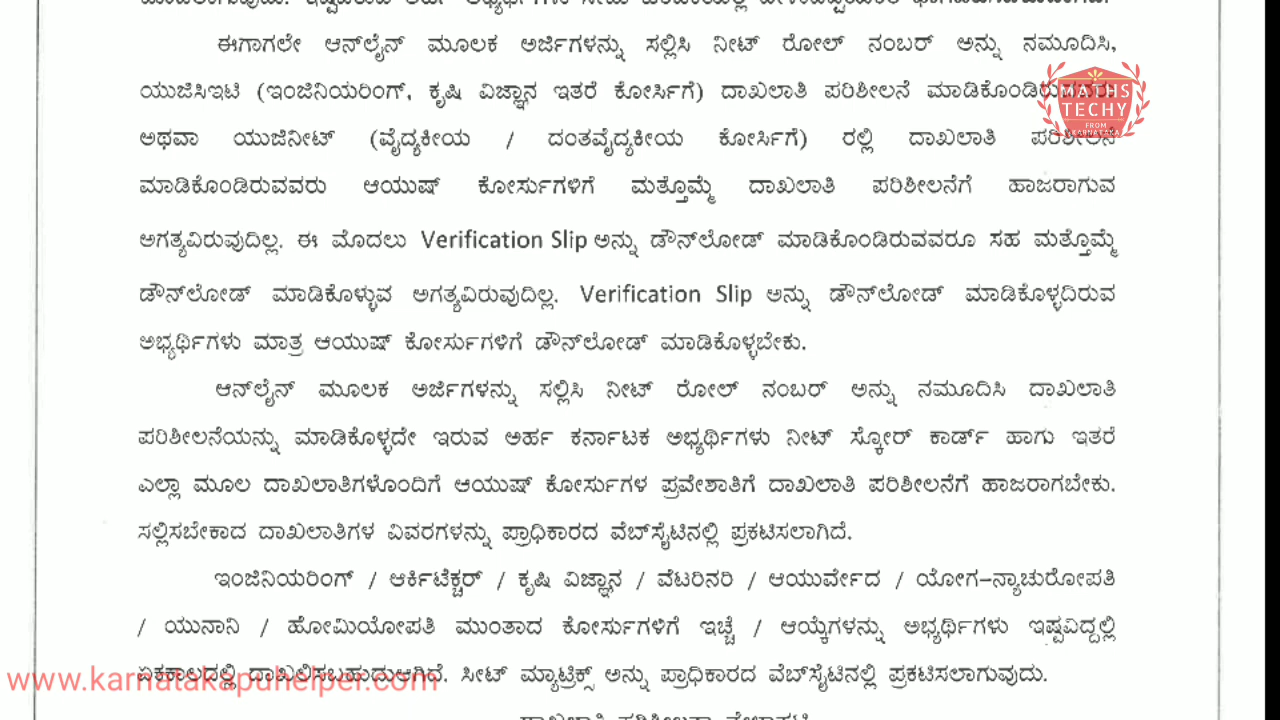 ಈಗಾಗಲೇ ಆನ್‌ಲೈನ್ ಮೂಲಕ ಅರ್ಜಿಗಳನ್ನು ಸಲ್ಲಿಸಿ ನೀಟ್ ರೋಲ್ ನಂಬರ್ ಅನ್ನು ನಮೂದಿಸಿ,
ಯುಜಿಸಿಇಟಿ (ಇಂಜಿನಿಯರಿಂಗ್, ಕೃಷಿ ವಿಜ್ಞಾನ ಇತರೆ ಕೋರ್ಸಿಗೆ) ದಾಖಲಾತಿ ಪರಿಶೀಲನೆ
MATHS TECHY
FROM KARNATAKA
ಅಥವಾ ಯುಜಿನೀಟ್ (ವೈದ್ಯಕೀಯ / ದಂತವೈದ್ಯಕೀಯ ಕೋರ್ಸಿಗೆ) ರಲ್ಲಿ ದಾಖಲಾತಿ ಪರಿಶೀಲನೆ
ಮಾಡಿಕೊಂಡಿರುವವರು ಆಯುಷ್ ಕೋರ್ಸುಗಳಿಗೆ ಮತ್ತೊಮ್ಮೆ ದಾಖಲಾತಿ ಪರಿಶೀಲನೆಗೆ ಹಾಜರಾಗುವ
ಅಗತ್ಯವಿರುವುದಿಲ್ಲ. ಈ ಮೊದಲು Verification Slip ಅನ್ನು ಡೌನ್‌ಲೋಡ್ ಮಾಡಿಕೊಂಡಿರುವವರೂ ಸಹ ಮತ್ತೊಮ್ಮೆ
ಡೌನ್‌ಲೋಡ್ ಮಾಡಿಕೊಳ್ಳುವ ಅಗತ್ಯವಿರುವುದಿಲ್ಲ. Verification Slip ಅನ್ನು ಡೌನ್‌ಲೋಡ್ ಮಾಡಿಕೊಳ್ಳದಿರುವ
ಅಭ್ಯರ್ಥಿಗಳು ಮಾತ್ರ ಆಯುಷ್ ಕೋರ್ಸುಗಳಿಗೆ ಡೌನ್‌ಲೋಡ್ ಮಾಡಿಕೊಳ್ಳಬೇಕು.
ಆನ್‌ಲೈನ್ ಮೂಲಕ ಅರ್ಜಿಗಳನ್ನು ಸಲ್ಲಿಸಿ ನೀಟ್ ರೋಲ್ ನಂಬರ್ ಅನ್ನು ನಮೂದಿಸಿ ದಾಖಲಾತಿ
ಪರಿಶೀಲನೆಯನ್ನು ಮಾಡಿಕೊಳ್ಳದೇ ಇರುವ ಅರ್ಹ ಕರ್ನಾಟಕ ಅಭ್ಯರ್ಥಿಗಳು ನೀಟ್ ಸ್ಕೋರ್ ಕಾರ್ಡ್ ಹಾಗು ಇತರೆ
ಎಲ್ಲಾ ಮೂಲ ದಾಖಲಾತಿಗಳೊಂದಿಗೆ ಆಯುಷ್ ಕೋರ್ಸುಗಳ ಪ್ರವೇಶಾತಿಗೆ ದಾಖಲಾತಿ ಪರಿಶೀಲನೆಗೆ ಹಾಜರಾಗಬೇಕು.
ಸಲ್ಲಿಸಬೇಕಾದ ದಾಖಲಾತಿಗಳ ವಿವರಗಳನ್ನು ಪ್ರಾಧಿಕಾರದ ವೆಬ್‌ಸೈಟಿನಲ್ಲಿ ಪ್ರಕಟಿಸಲಾಗಿದೆ.
ಇಂಜಿನಿಯರಿಂಗ್ / ಆರ್ಕಿಟೆಕ್ಚರ್ / ಕೃಷಿ ವಿಜ್ಞಾನ / ವೆಟರಿನರಿ / ಆಯುರ್ವೇದ / ಯೋಗ-ನ್ಯಾಚುರೋಪತಿ
/ ಯುನಾನಿ / ಹೋಮಿಯೋಪತಿ ಮುಂತಾದ ಕೋರ್ಸುಗಳಿಗೆ ಇಚ್ಛೆ / ಆಯ್ಕೆಗಳನ್ನು ಅಭ್ಯರ್ಥಿಗಳು ಇಷ್ಟವಿದ್ದಲ್ಲಿ
ಏಕಕಾಲದಲ್ಲಿ ದಾಖಲಿಸಬಹುದುಆಗಿದೆ. ಸೀಟ್ ಮ್ಯಾಟ್ರಿಕ್ಸ್ ಅನ್ನು ಪ್ರಾಧಿಕಾರದ ವೆಬ್‌ಸೈಟಿನಲ್ಲಿ ಪ್ರಕಟಿಸಲಾಗುವುದು.
www.karnatakapuhelper.com